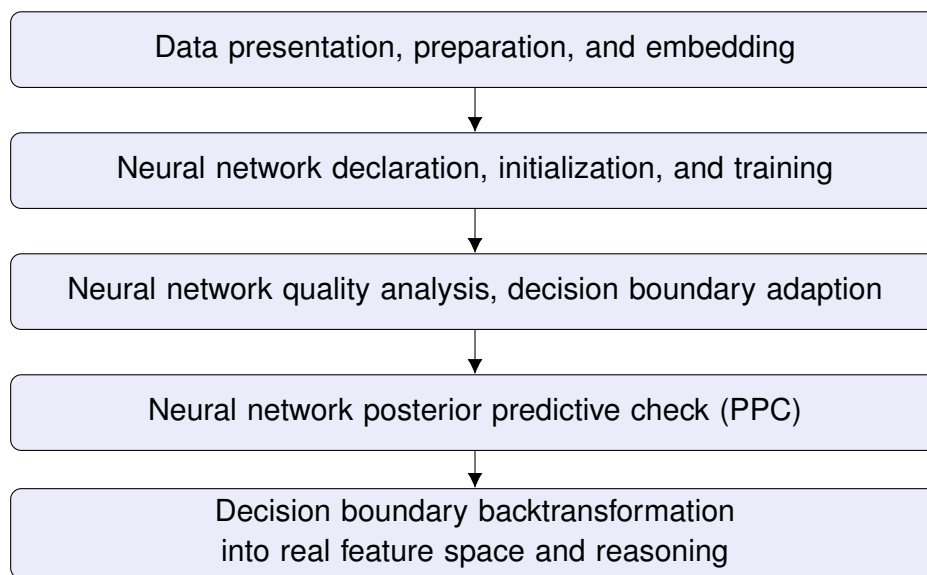 Data presentation, preparation, and embedding
Neural network declaration, initialization, and training
Neural network quality analysis, decision boundary adaption
Neural network posterior predictive check (PPC)
Decision boundary backtransformation
into real feature space and reasoning